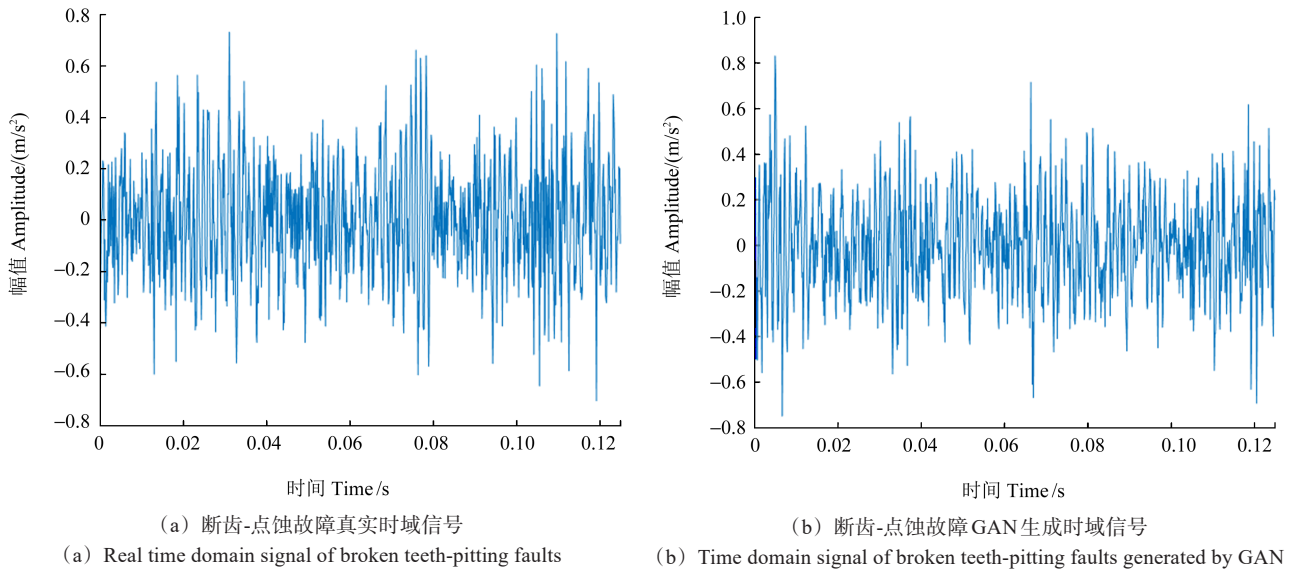 0.8
0.6
0.4
0.2
0
−0.2
−0.4
−0.6
−0.8
幅值 Amplitude/(m/s²)
0 0.02 0.04 0.06 0.08 0.10 0.12
时间 Time/s
(a) 断齿-点蚀故障真实时域信号
(a) Real time domain signal of broken teeth-pitting faults
1.0
0.8
0.6
0.4
0.2
0
−0.2
−0.4
−0.6
−0.8
幅值 Amplitude/(m/s²)
0 0.02 0.04 0.06 0.08 0.10 0.12
时间 Time/s
(b) 断齿-点蚀故障GAN生成时域信号
(b) Time domain signal of broken teeth-pitting faults generated by GAN